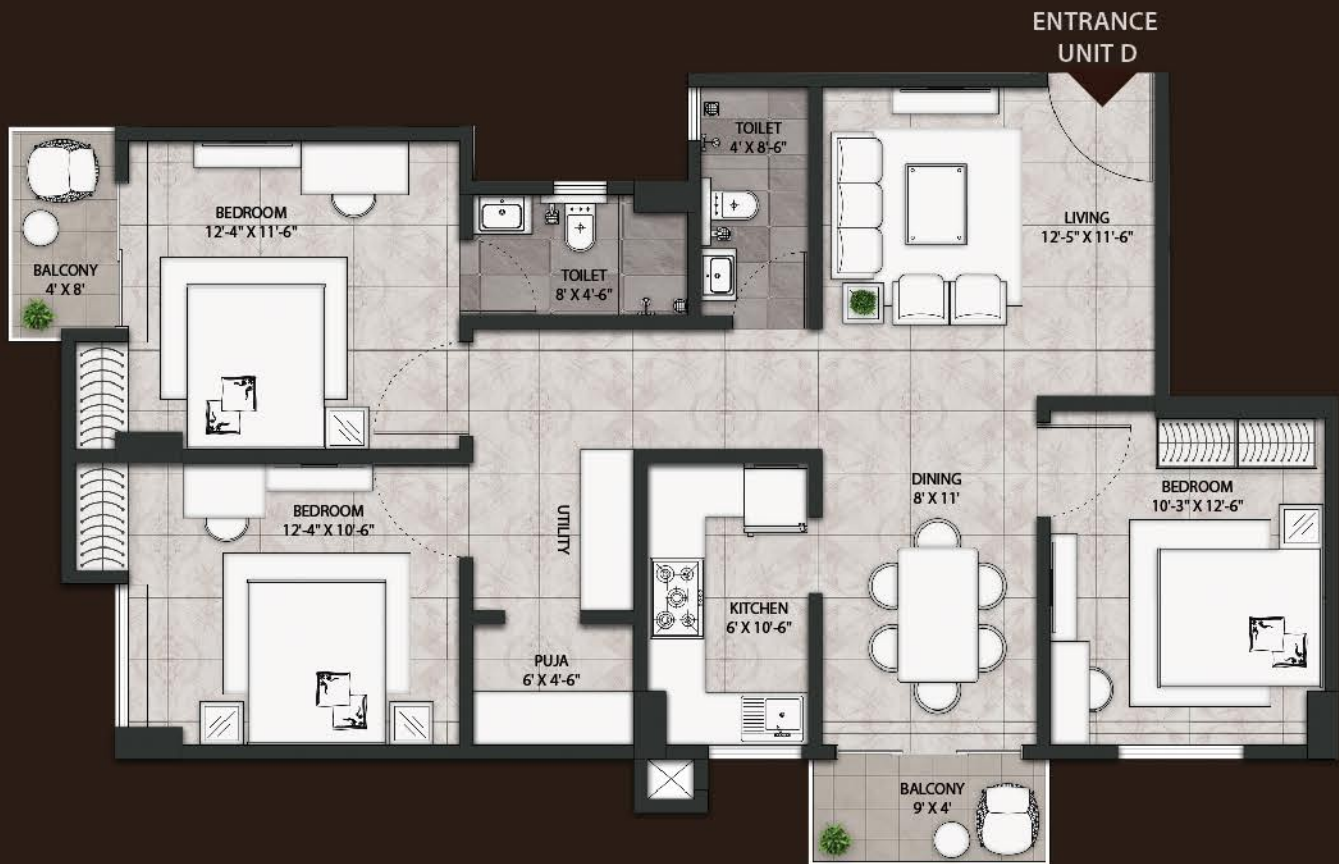 ENTRANCE
UNIT D
TOILET
4' X 8'-6"
BEDROOM
12'-4" X 11'-6"
LIVING
12'-5" X 11'-6"
BALCONY
4' X 8'
TOILET
8' X 4'-6"
BEDROOM
12'-4" X 10'-6"
UTILITY
DINING
8' X 11'
BEDROOM
10'-3" X 12'-6"
KITCHEN
6' X 10'-6"
PUJA
6' X 4'-6"
BALCONY
9' X 4'